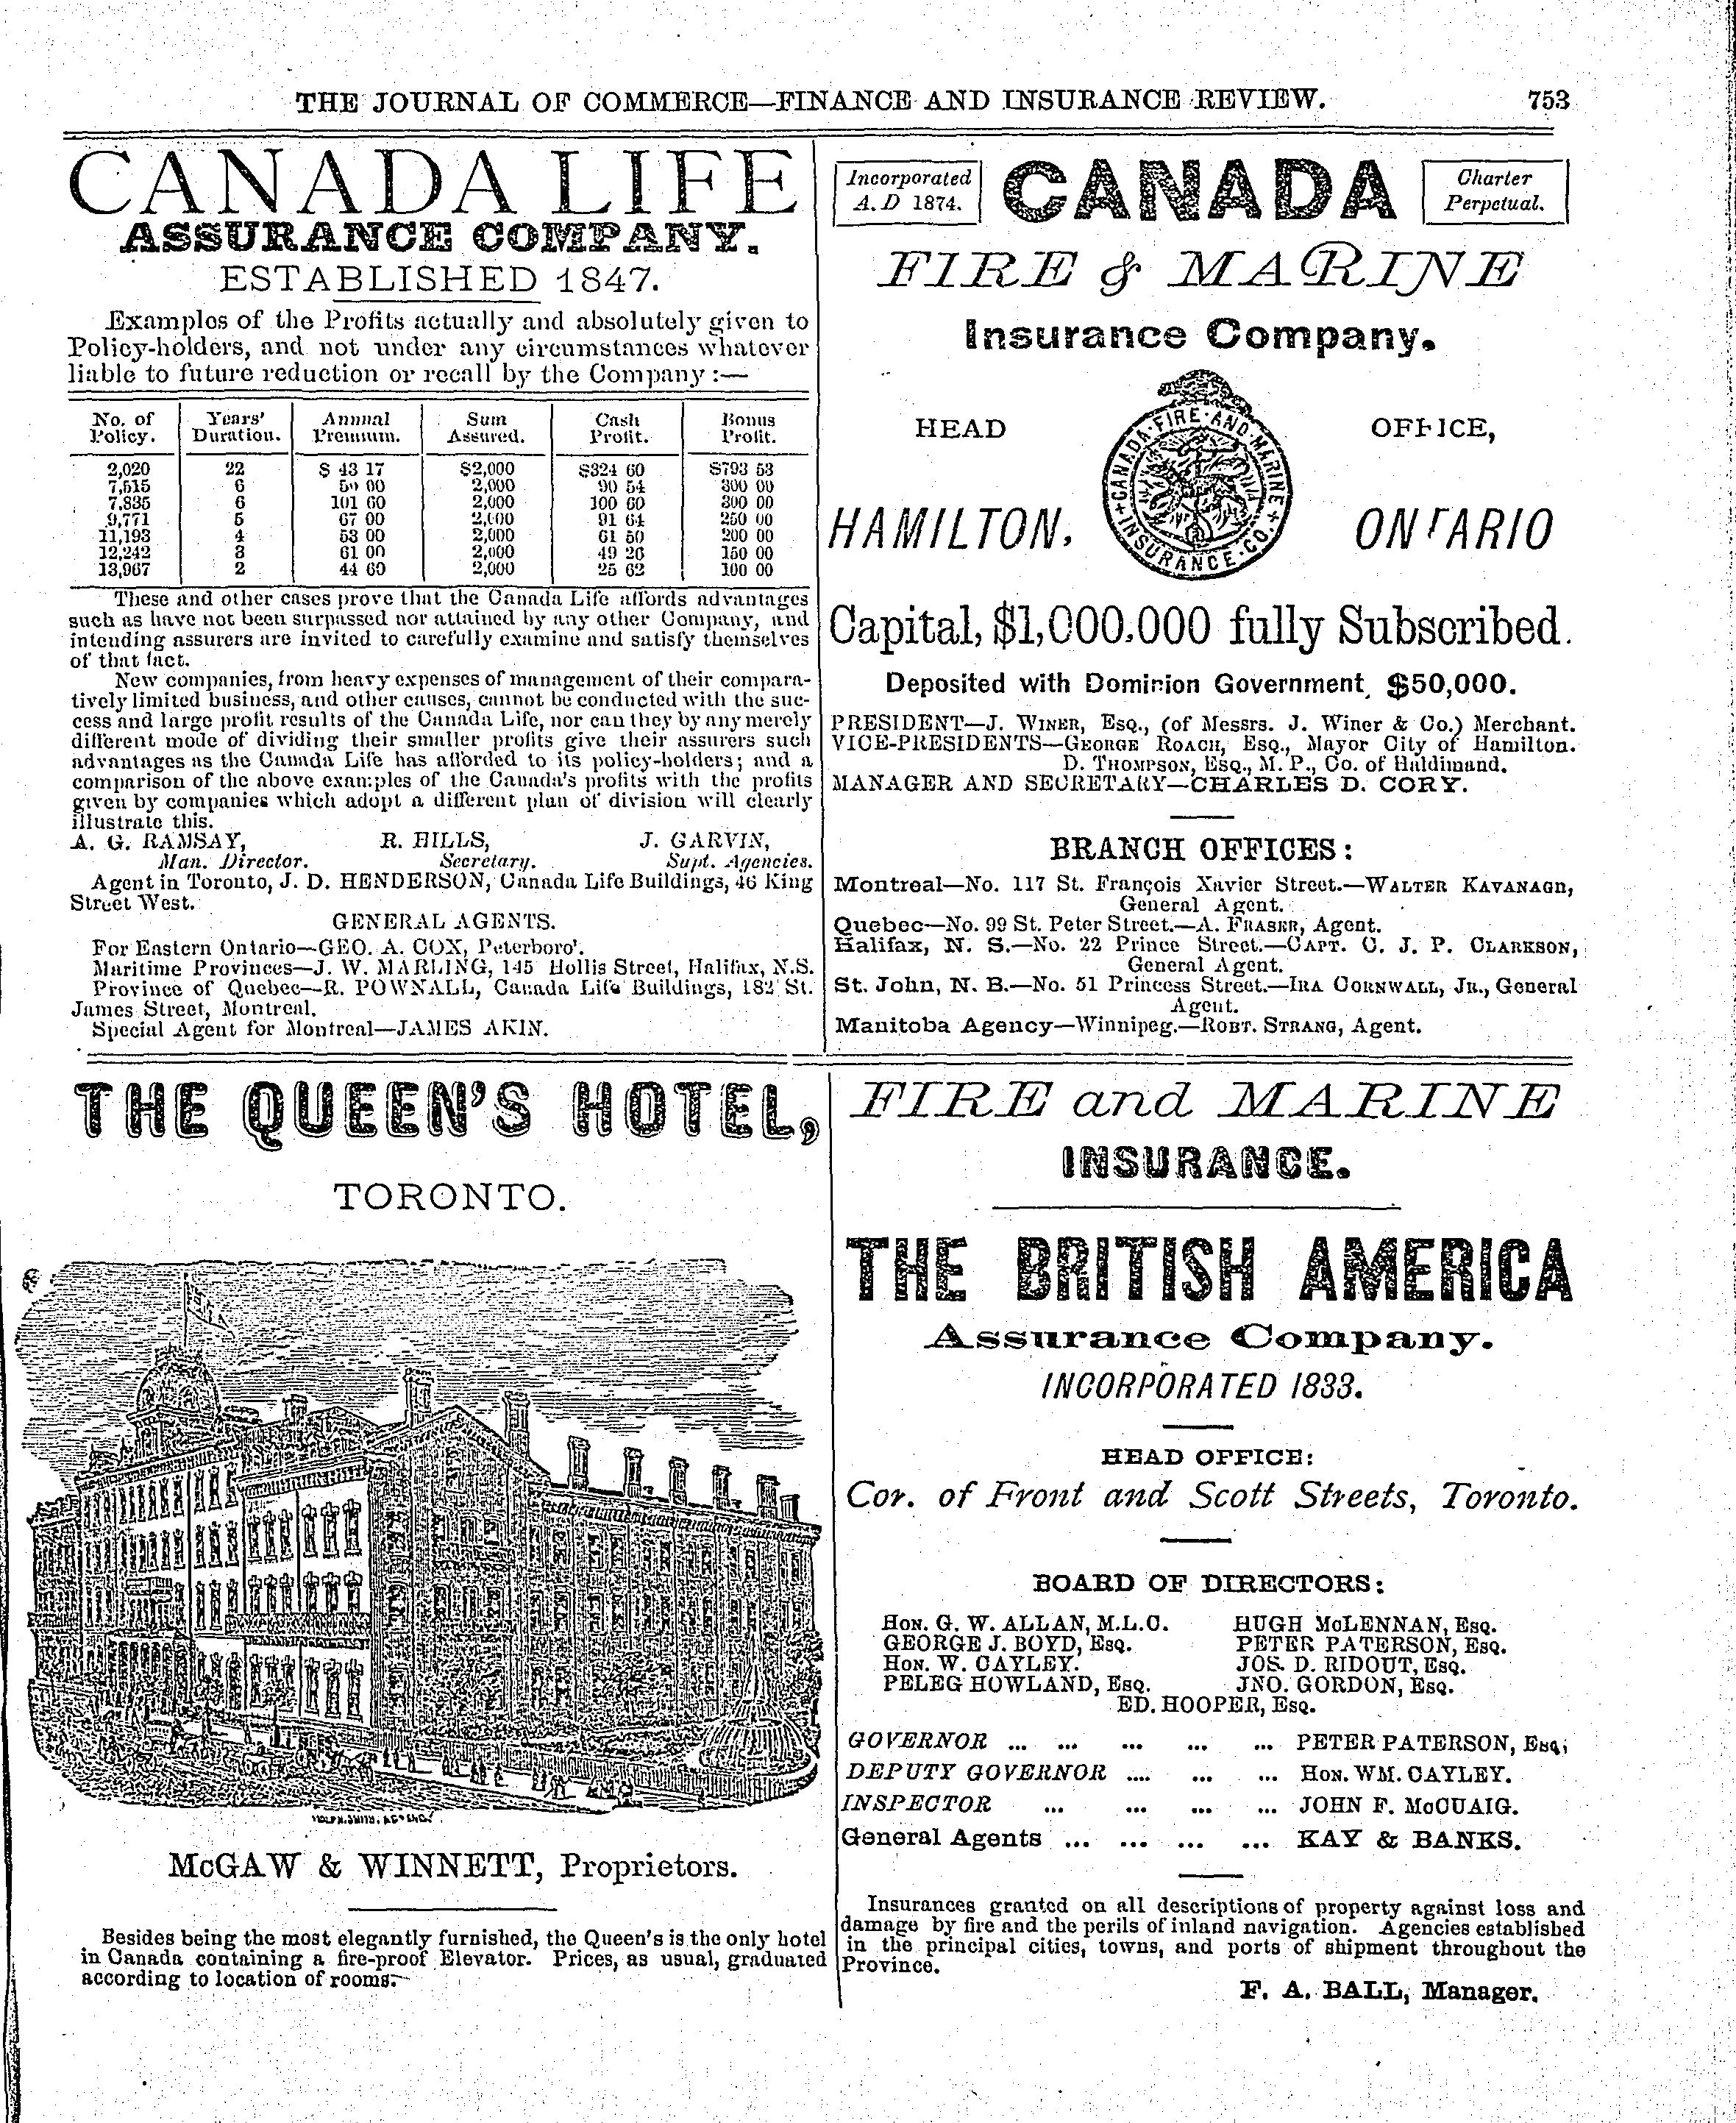 THE JOURNAL OF COMMERCE—FINANCE AND INSURANCE REVIEW. 753
CANADA LIFE
ASSURANCE COMPANY.
ESTABLISHED 1847.
Examples of the Profits actually and absolutely given to
Policy-holders, and not under any circumstances whatever
liable to future reduction or recall by the Company:—
No. of Policy. Years' Duration. Annual Premium. Sum Assured. Cash Profit. Bonus Profit.
2,020 22 $ 43 17 $2,000 $324 60 $793 53
7,515 6 50 00 2,000 90 54 300 00
7,835 6 101 60 2,000 100 60 300 00
9,771 5 67 00 2,000 91 64 250 00
11,193 4 53 00 2,000 61 50 200 00
12,242 3 61 00 2,000 49 26 150 00
13,967 2 44 60 2,000 25 62 100 00
These and other cases prove that the Canada Life affords advantages
such as have not been surpassed nor attained by any other Company, and
intending assurers are invited to carefully examine and satisfy themselves
of that fact.
New companies, from heavy expenses of management of their compara-
tively limited business, and other causes, cannot be conducted with the suc-
cess and large profit results of the Canada Life, nor can they by any merely
different mode of dividing their smaller profits give their assurers such
advantages as the Canada Life has afforded to its policy-holders; and a
comparison of the above examples of the Canada's profits with the profits
given by companies which adopt a different plan of division will clearly
illustrate this.
A. G. RAMSAY, R. HILLS, J. GARVIN,
Man. Director. Secretary. Supt. Agencies.
Agent in Toronto, J. D. HENDERSON, Canada Life Buildings, 46 King
Street West.
GENERAL AGENTS.
For Eastern Ontario—GEO. A. COX, Peterboro'.
Maritime Provinces—J. W. MARLING, 145 Hollis Street, Halifax, N.S.
Province of Quebec—R. POWNALL, Canada Life Buildings, 182 St.
James Street, Montreal.
Special Agent for Montreal—JAMES AKIN.
Incorporated
A.D 1874.
CANADA
Charter
Perpetual.
FIRE & MARINE
Insurance Company.
HEAD OFFICE,
CANADA·FIRE·AND·MARINE
INSURANCE·CO.
HAMILTON, ONTARIO
Capital, $1,000,000 fully Subscribed.
Deposited with Dominion Government, $50,000.
PRESIDENT—J. WINER, Esq., (of Messrs. J. Winer & Co.) Merchant.
VICE-PRESIDENTS—GEORGE ROACH, Esq., Mayor City of Hamilton.
D. THOMPSON, Esq., M. P., Co. of Haldimand.
MANAGER AND SECRETARY—CHARLES D. CORY.
BRANCH OFFICES:
Montreal—No. 117 St. François Xavier Street.—WALTER KAVANAGH,
General Agent.
Quebec—No. 99 St. Peter Street.—A. FRASER, Agent.
Halifax, N. S.—No. 22 Prince Street.—CAPT. C. J. P. CLARKSON,
General Agent.
St. John, N. B.—No. 51 Princess Street.—IRA CORNWALL, JR., General
Agent.
Manitoba Agency—Winnipeg.—ROBT. STRANG, Agent.
THE QUEEN'S HOTEL,
TORONTO.
McGAW & WINNETT, Proprietors.
Besides being the most elegantly furnished, the Queen's is the only hotel
in Canada containing a fire-proof Elevator. Prices, as usual, graduated
according to location of rooms.
FIRE and MARINE
INSURANCE.
THE BRITISH AMERICA
Assurance Company.
INCORPORATED 1833.
HEAD OFFICE:
Cor. of Front and Scott Streets, Toronto.
BOARD OF DIRECTORS:
HON. G. W. ALLAN, M.L.C. HUGH McLENNAN, Esq.
GEORGE J. BOYD, Esq. PETER PATERSON, Esq.
HON. W. CAYLEY. JOS. D. RIDOUT, Esq.
PELEG HOWLAND, Esq. JNO. GORDON, Esq.
ED. HOOPER, Esq.
GOVERNOR ... ... ... ... ... PETER PATERSON, Esq,
DEPUTY GOVERNOR .... ... ... HON. WM. CAYLEY.
INSPECTOR ... ... ... ... JOHN F. McCUAIG.
General Agents ... ... ... ... KAY & BANKS.
Insurances granted on all descriptions of property against loss and
damage by fire and the perils of inland navigation. Agencies established
in the principal cities, towns, and ports of shipment throughout the
Province.
F. A. BALL, Manager.